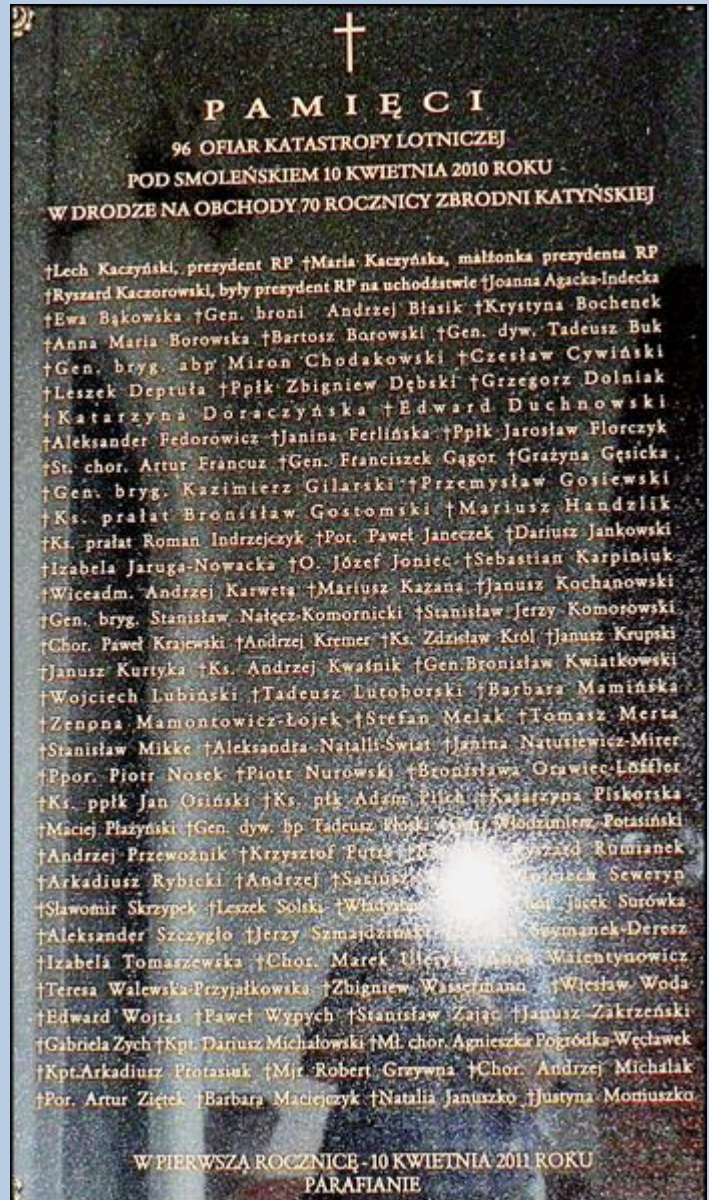 PAMIĘCI
96 OFIAR KATASTROFY LOTNICZEJ
POD SMOLEŃSKIEM 10 KWIETNIA 2010 ROKU
W DRODZE NA OBCHODY 70 ROCZNICY ZBRODNI KATYŃSKIEJ
†Lech Kaczyński, prezydent RP †Maria Kaczyńska, małżonka prezydenta RP
†Ryszard Kaczorowski, były prezydent RP na uchodźstwie †Joanna Agacka-Indecka
†Ewa Bąkowska †Gen. broni Andrzej Błasik †Krystyna Bochenek
†Anna Maria Borowska †Bartosz Borowski †Gen. dyw. Tadeusz Buk
†Gen. bryg. abp Miron Chodakowski †Czesław Cywiński
†Leszek Deptuła †Ppłk Zbigniew Dębski †Grzegorz Dolniak
†Katarzyna Doraczyńska †Edward Duchnowski
†Aleksander Fedorowicz †Janina Fetlińska †Ppłk Jarosław Florczyk
†St. chor. Artur Francuz †Gen. Franciszek Gągor †Grażyna Gęsicka
†Gen. bryg. Kazimierz Gilarski †Przemysław Gosiewski
†Ks. prałat Bronisław Gostomski †Mariusz Handzlik
†Ks. prałat Roman Indrzejczyk †Por. Paweł Janeczek †Dariusz Jankowski
†Izabela Jaruga-Nowacka †O. Józef Joniec †Sebastian Karpiniuk
†Wiceadm. Andrzej Karweta †Mariusz Kazana †Janusz Kochanowski
†Gen. bryg. Stanisław Nałęcz-Komornicki †Stanisław Jerzy Komorowski
†Chor. Paweł Krajewski †Andrzej Kremer †Ks. Zdzisław Król †Janusz Krupski
†Janusz Kurtyka †Ks. Andrzej Kwaśnik †Gen.Bronisław Kwiatkowski
†Wojciech Lubiński †Tadeusz Lutoborski †Barbara Mamińska
†Zenona Mamontowicz-Łojek †Stefan Melak †Tomasz Merta
†Stanisław Mikke †Aleksandra Natalli-Świat †Janina Natusiewicz-Mirer
†Ppor. Piotr Nosek †Piotr Nurowski †Bronisława Orawiec-Löffler
†Ks. ppłk Jan Osiński †Ks. płk Adam Pilch †Katarzyna Piskorska
†Maciej Płażyński †Gen. dyw. bp Tadeusz Płoski Włodzimierz Potasiński
†Andrzej Przewoźnik †Krzysztof Putra Rumianek
†Arkadiusz Rybicki †Andrzej †Sariusz Seweryn
†Sławomir Skrzypek †Leszek Solski Jacek Surówka
†Aleksander Szczygło †Jerzy Szmajdziński Szymanek-Deresz
†Izabela Tomaszewska †Chor. Marek Uleryk †Anna Walentynowicz
†Teresa Walewska-Przyjałkowska †Zbigniew Wassermann †Wiesław Woda
†Edward Wojtas †Paweł Wypych †Stanisław Zając †Janusz Zakrzeński
†Gabriela Zych †Kpt. Dariusz Michałowski †Mł. chor. Agnieszka Pogródka-Węcławek
†Kpt.Arkadiusz Protasiuk †Mjr Robert Grzywna †Chor. Andrzej Michalak
†Por. Artur Ziętek †Barbara Maciejczyk †Natalia Januszko †Justyna Moniuszko
W PIERWSZĄ ROCZNICĘ - 10 KWIETNIA 2011 ROKU
PARAFIANIE